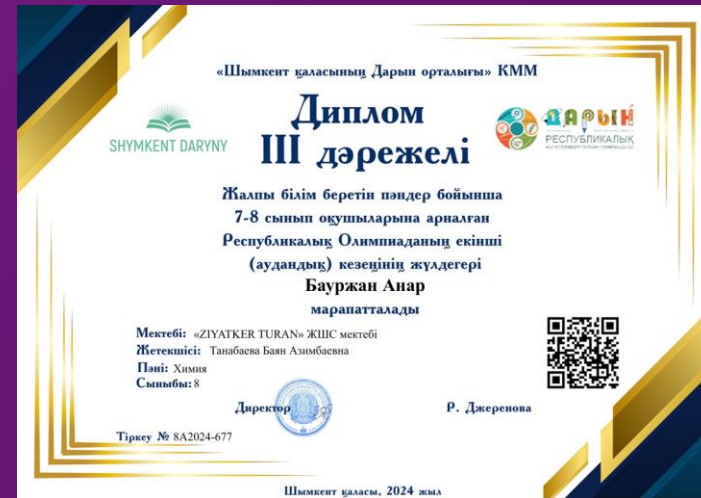 «Шымкент қаласының Дарын орталығы» КММ
SHYMKENT DARYNY
Диплом
III дәрежелі
ДАРЫН
РЕСПУБЛИКАЛЫҚ
Жалпы білім беретін пәндер бойынша
7-8 сынып оқушыларына арналған
Республикалық Олимпиаданың екінші
(аудандық) кезеңінің жүлдегері
Бауржан Анар
марапатталады
Мектебі: «ZIYATKER TURAN» ЖШС мектебі
Жетекшісі: Танабаева Баян Азимбаевна
Пәні: Химия
Сыныбы: 8
Директор Р. Джеренова
Тіркеу № 8А2024-677
Шымкент қаласы, 2024 жыл